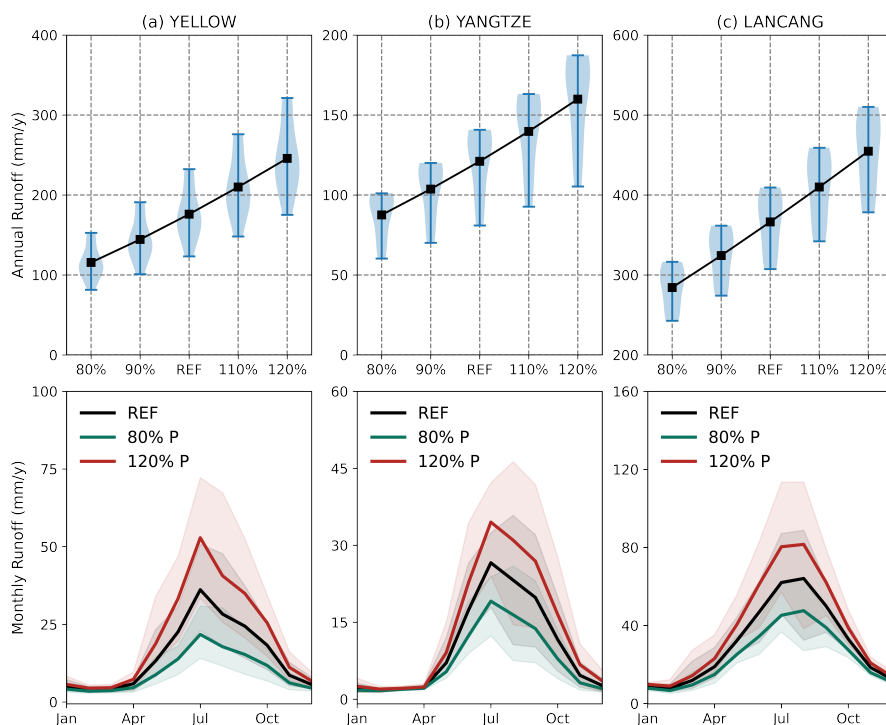 (a) YELLOW
(b) YANGTZE
(c) LANCANG
Annual Runoff (mm/y)
400
300
200
100
0
80% 90% REF 110% 120%
200
150
100
50
0
80% 90% REF 110% 120%
600
500
400
300
200
80% 90% REF 110% 120%
Monthly Runoff (mm/y)
100
75
50
25
0
REF
80% P
120% P
Jan Apr Jul Oct
60
45
30
15
0
REF
80% P
120% P
Jan Apr Jul Oct
160
120
80
40
0
REF
80% P
120% P
Jan Apr Jul Oct